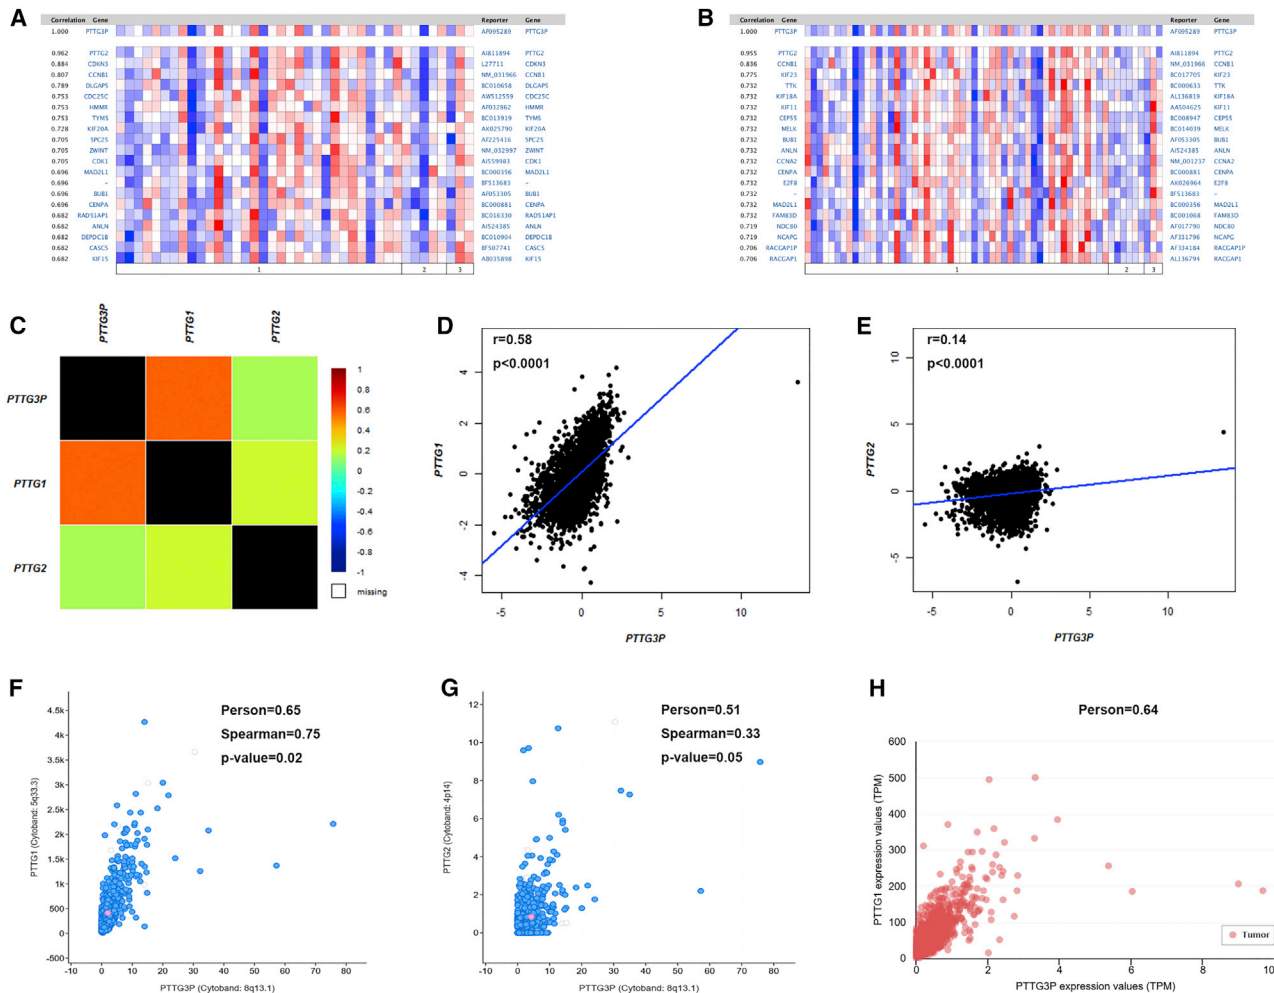 A
Correlation Gene Reporter Gene
1.000 PTTG3P AF095289 PTTG3P
0.962 PTTG2 AI811894 PTTG2
0.884 CDKN3 L27711 CDKN3
0.807 CCNB1 NM_031966 CCNB1
0.789 DLGAP5 BC010658 DLGAP5
0.753 CDC25C AW512559 CDC25C
0.753 HMMR AF032862 HMMR
0.753 TYMS BC013919 TYMS
0.728 KIF20A AK025790 KIF20A
0.705 SPC25 AF225416 SPC25
0.705 ZWINT NM_032997 ZWINT
0.705 CDK1 AI559983 CDK1
0.696 MAD2L1 BC000356 MAD2L1
0.696 – BF513683 –
0.696 BUB1 AF053305 BUB1
0.696 CENPA BC000881 CENPA
0.682 RAD51AP1 BC016330 RAD51AP1
0.682 ANLN AI524385 ANLN
0.682 DEPDC1B BC010904 DEPDC1B
0.682 CASC5 BF507741 CASC5
0.682 KIF15 AB035898 KIF15
1 2 3
B
Correlation Gene Reporter Gene
1.000 PTTG3P AF095289 PTTG3P
0.955 PTTG2 AI811894 PTTG2
0.836 CCNB1 NM_031966 CCNB1
0.775 KIF23 BC017705 KIF23
0.732 TTK BC000633 TTK
0.732 KIF18A AL136819 KIF18A
0.732 KIF11 AA504625 KIF11
0.732 CEP55 BC008947 CEP55
0.732 MELK BC014039 MELK
0.732 BUB1 AF053305 BUB1
0.732 ANLN AI524385 ANLN
0.732 CCNA2 NM_001237 CCNA2
0.732 CENPA BC000881 CENPA
0.732 E2F8 AK026964 E2F8
0.732 – BF513683 –
0.732 MAD2L1 BC000356 MAD2L1
0.732 FAM83D BC001068 FAM83D
0.719 NDC80 AF017790 NDC80
0.719 NCAPG AF331796 NCAPG
0.706 RACGAP1P AF334184 RACGAP1P
0.706 RACGAP1 AL136794 RACGAP1
1 2 3
C
PTTG3P PTTG1 PTTG2
PTTG3P
PTTG1
PTTG2
1
0.8
0.6
0.4
0.2
0
-0.2
-0.4
-0.6
-0.8
-1
missing
D
r=0.58
p<0.0001
PTTG1
4
2
0
-2
-4
-5 0 5 10
PTTG3P
E
r=0.14
p<0.0001
PTTG2
10
5
0
-5
-5 0 5 10
PTTG3P
F
Person=0.65
Spearman=0.75
p-value=0.02
PTTG1 (Cytoband: 5q33.3)
4.5k
4k
3.5k
3k
2.5k
2k
1.5k
1k
500
0
-500
-10 0 10 20 30 40 50 60 70 80
PTTG3P (Cytoband: 8q13.1)
G
Person=0.51
Spearman=0.33
p-value=0.05
PTTG2 (Cytoband: 4p14)
12
10
8
6
4
2
0
-10 0 10 20 30 40 50 60 70 80
PTTG3P (Cytoband: 8q13.1)
H
Person=0.64
PTTG1 expression values (TPM)
600
500
400
300
200
100
0
0 2 4 6 8 10
Tumor
PTTG3P expression values (TPM)